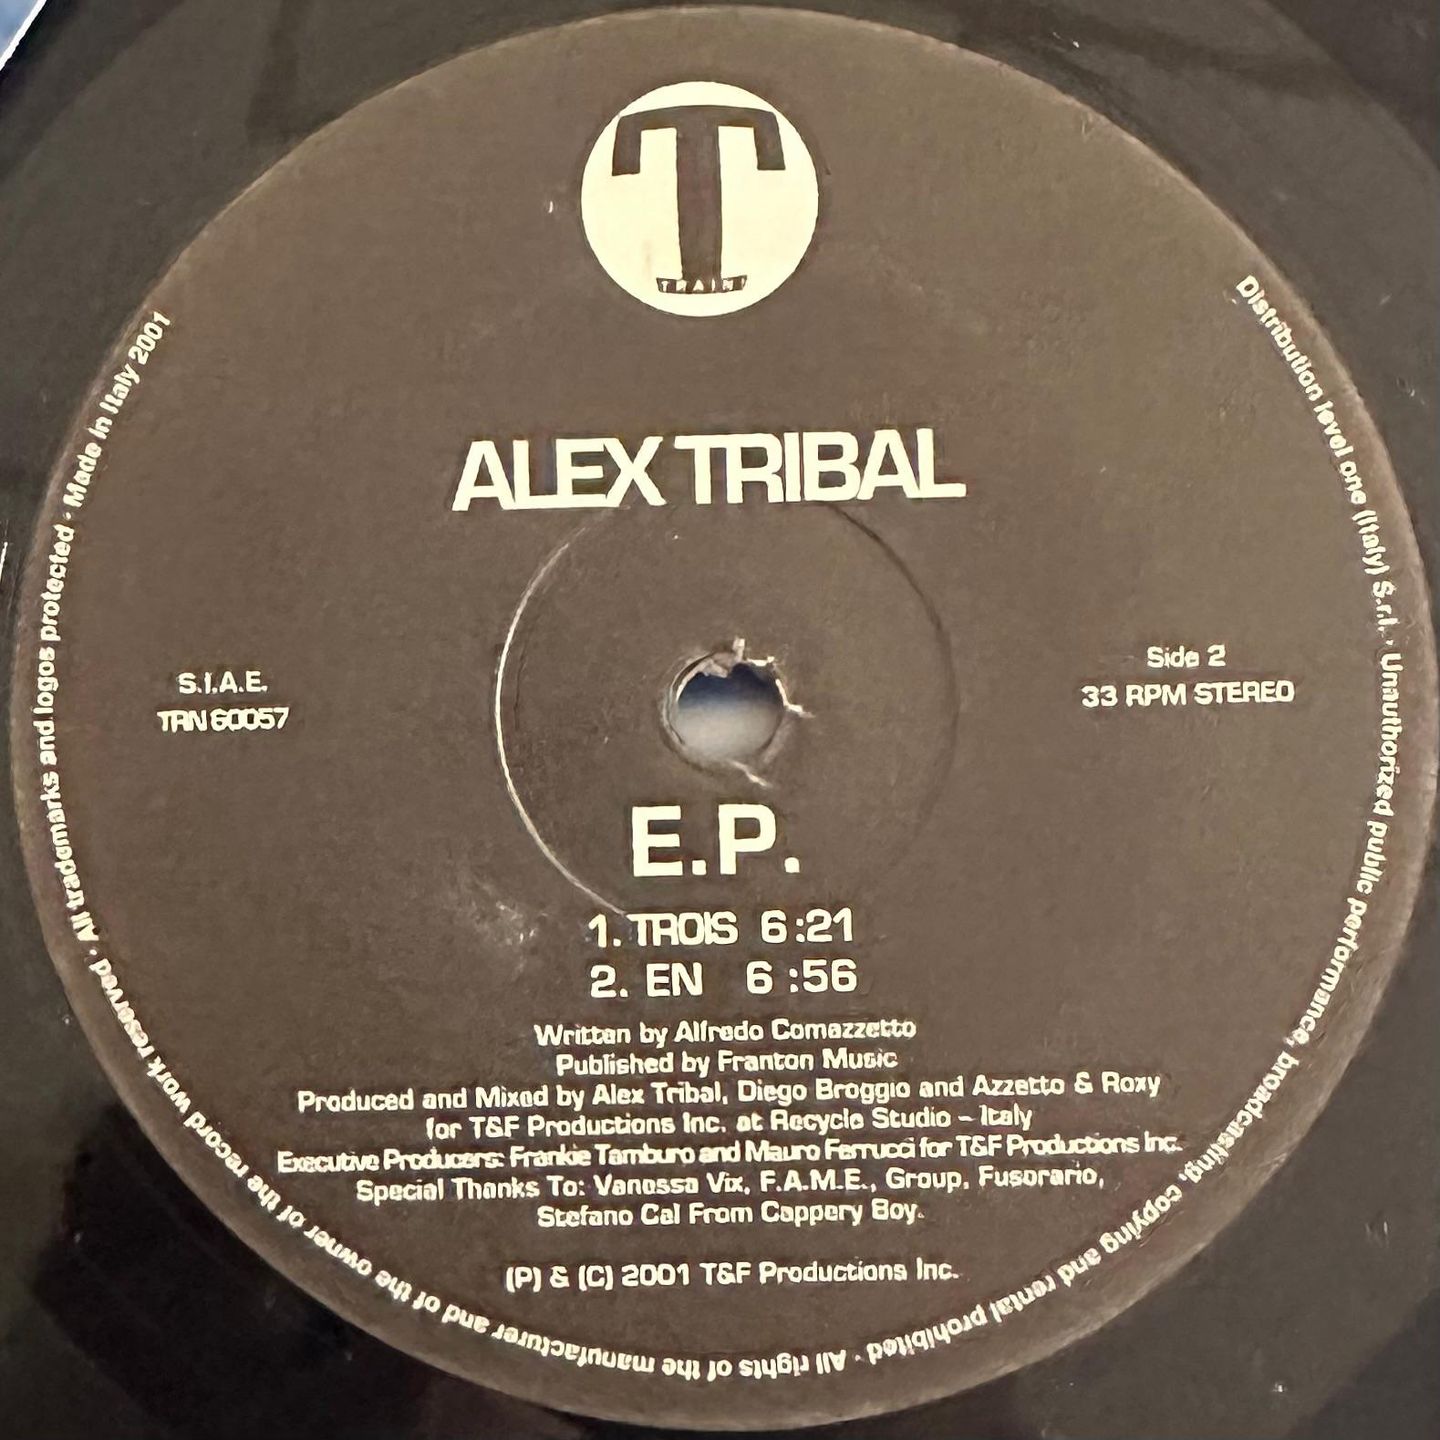 T
TRAIN!
ALEX TRIBAL
S.I.A.E.
TRN 60057
Side 2
33 RPM STEREO
E.P.
1. TROIS 6:21
2. EN 6:56
Written by Alfredo Comazzetto
Published by Franton Music
Produced and Mixed by Alex Tribal, Diego Broggio and Azzetto & Roxy
for T&F Productions Inc. at Recycle Studio - Italy
Executive Producers: Frankie Tamburo and Mauro Ferrucci for T&F Productions Inc.
Special Thanks To: Vanessa Vix, F.A.M.E., Group, Fusorario,
Stefano Cal From Cappery Boy.
(P) & (C) 2001 T&F Productions Inc.
Distribution level one (Italy) S.r.l. · Unauthorized public performance, broadcasting, copying and rental prohibited · All rights of the manufacturer and of the owner of the record work reserved · All trademarks and logos protected · Made in Italy 2001